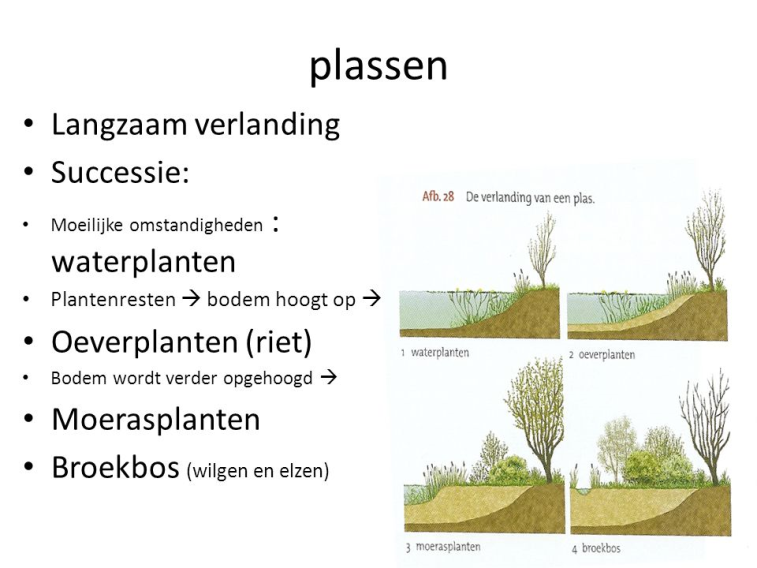 plassen
• Langzaam verlanding
• Successie:
• Moeilijke omstandigheden :
waterplanten
• Plantenresten → bodem hoogt op →
• Oeverplanten (riet)
• Bodem wordt verder opgehoogd →
• Moerasplanten
• Broekbos (wilgen en elzen)
Afb. 28 De verlanding van een plas.
1 waterplanten
2 oeverplanten
3 moerasplanten
4 broekbos